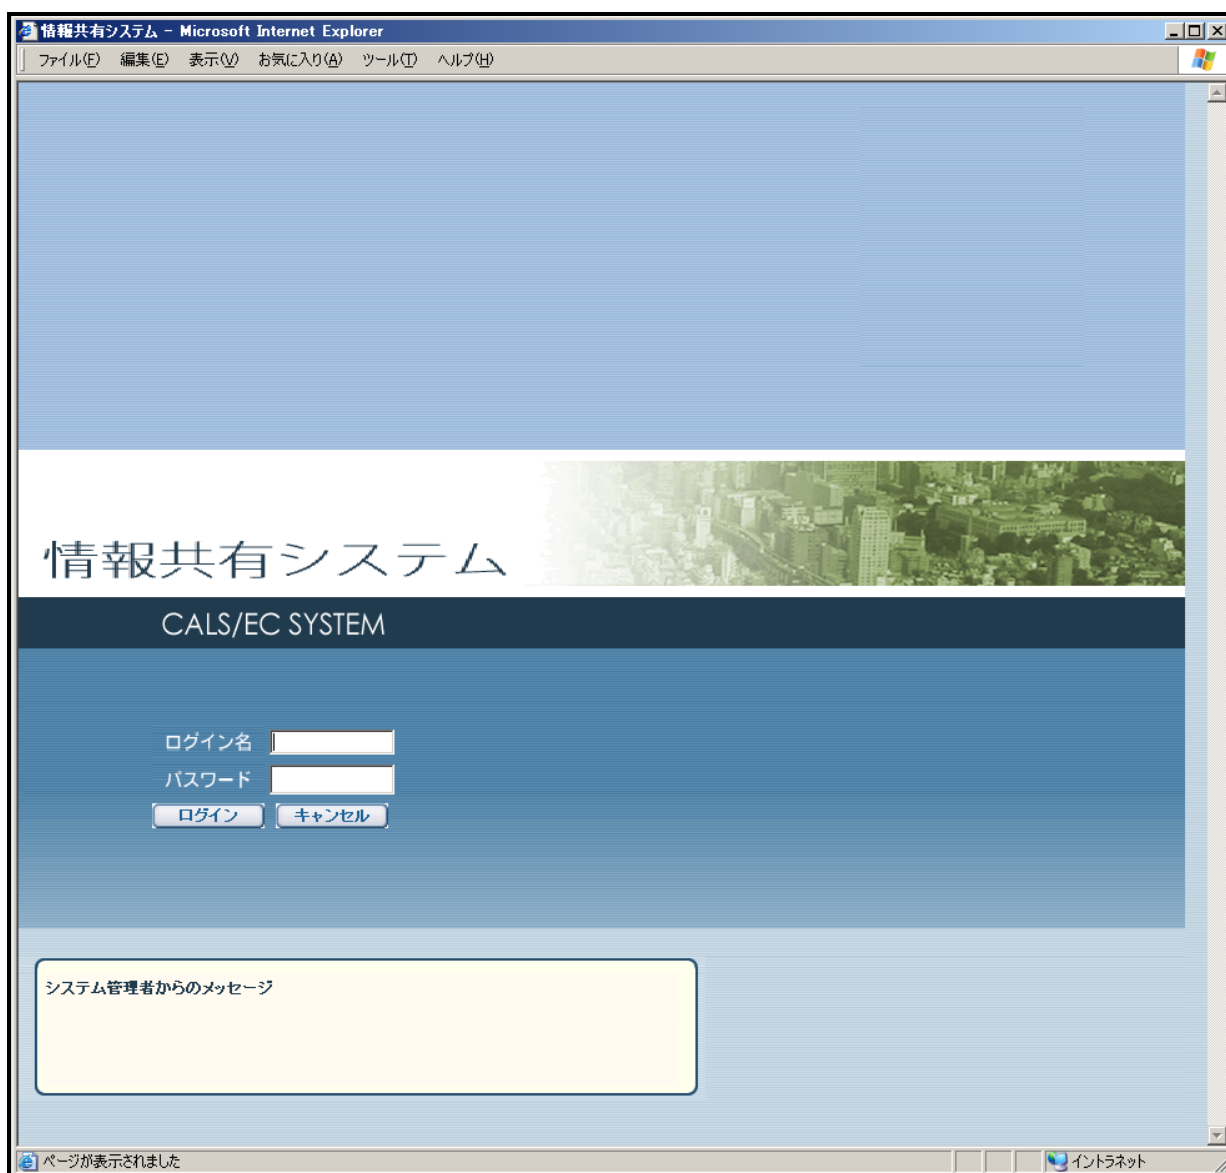 情報共有システム - Microsoft Internet Explorer
ファイル(F) 編集(E) 表示(V) お気に入り(A) ツール(T) ヘルプ(H)
情報共有システム
CALS/EC SYSTEM
ログイン名
パスワード
ログイン キャンセル
システム管理者からのメッセージ
ページが表示されました イントラネット